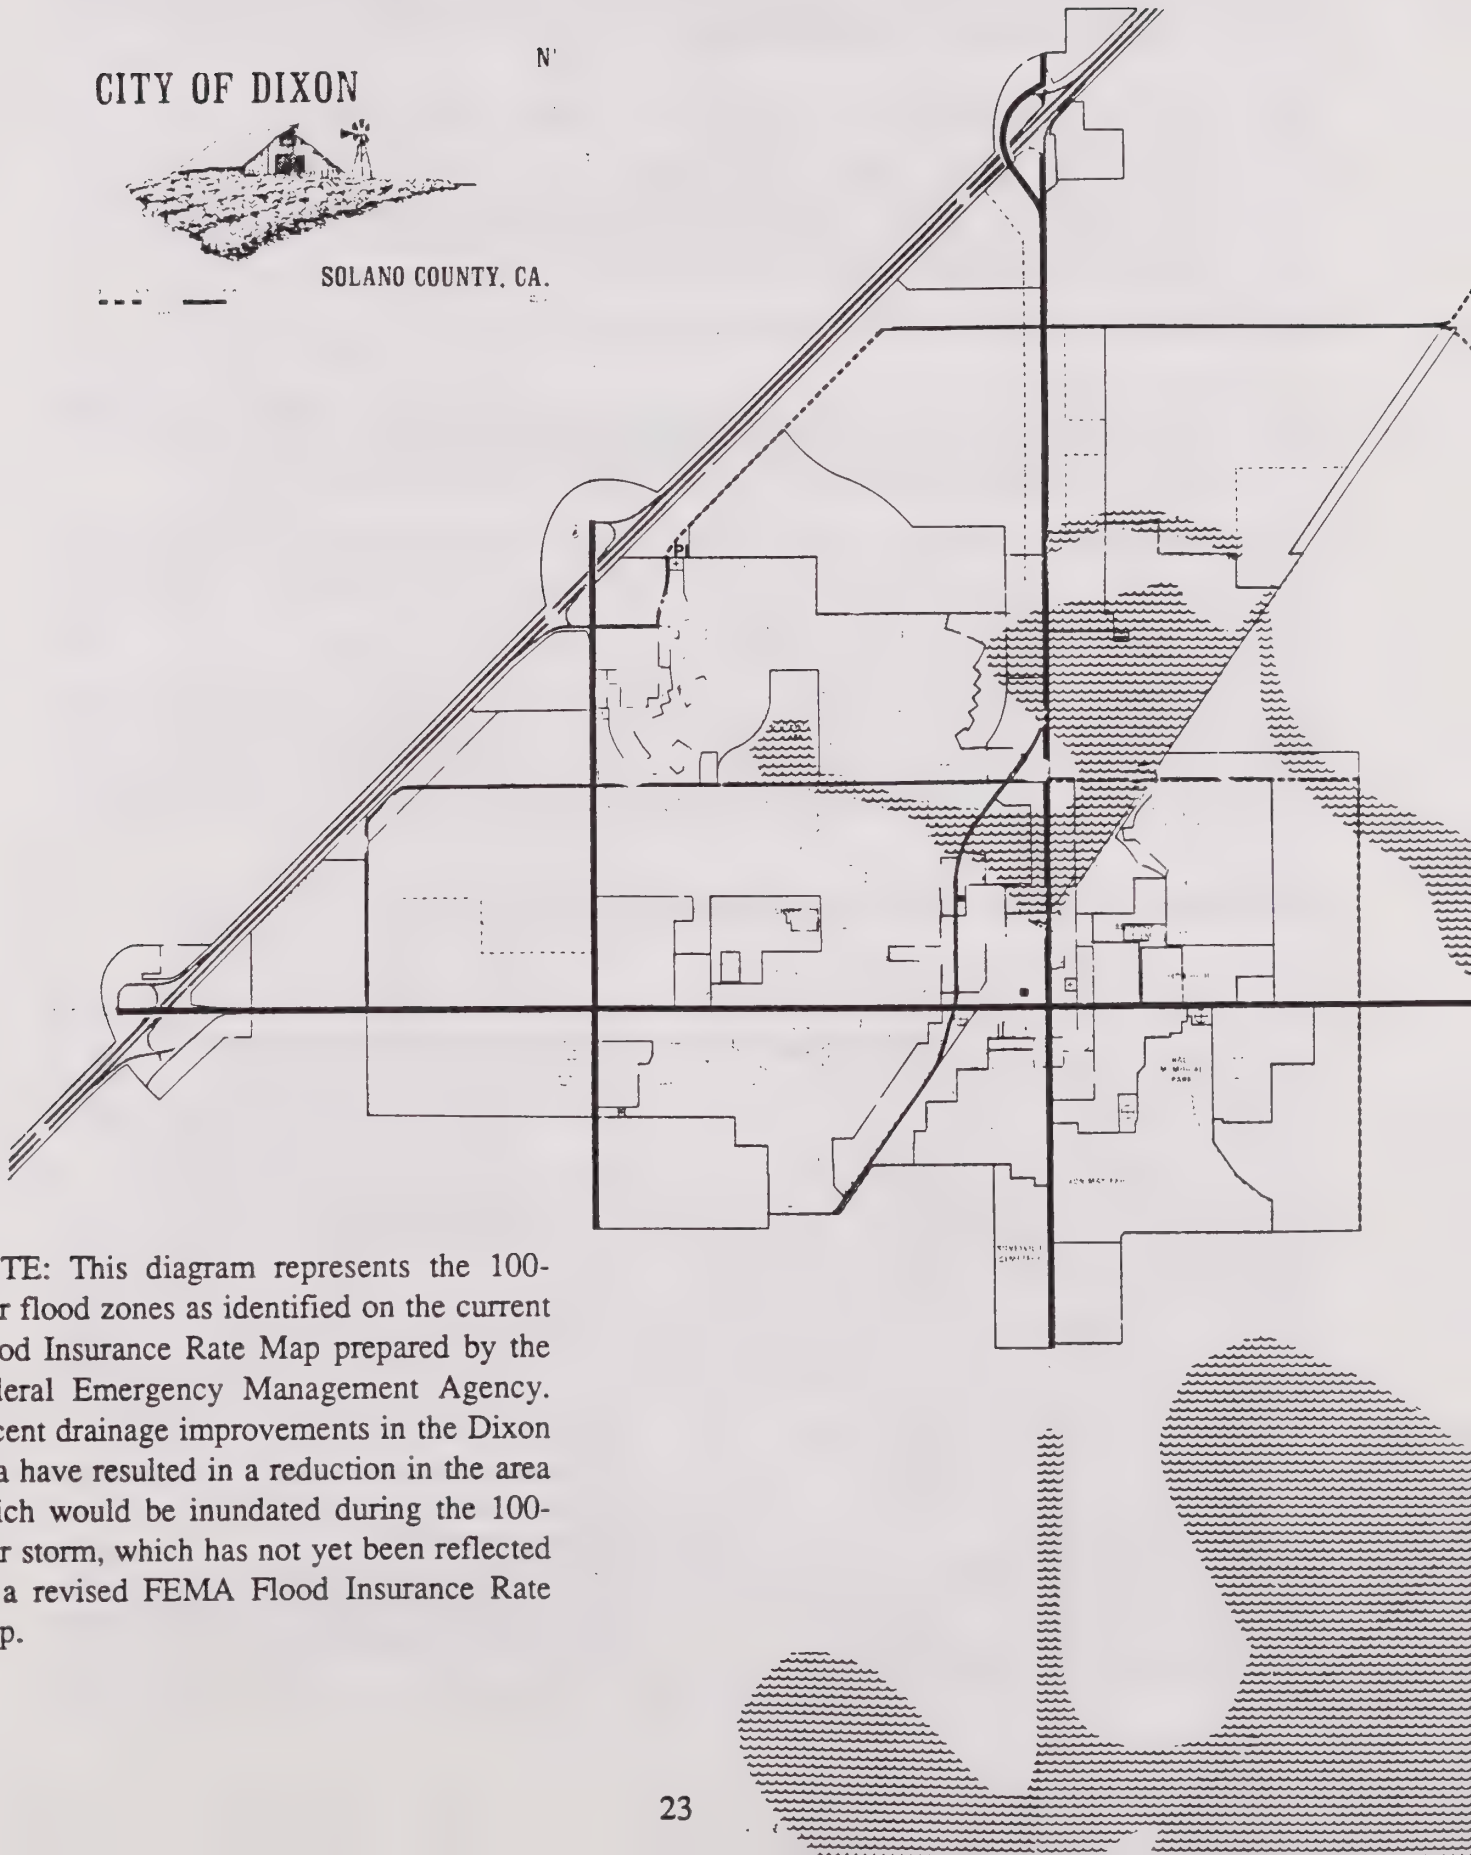 N
CITY OF DIXON
SOLANO COUNTY, CA.
PI
PARK
TE: This diagram represents the 100-
r flood zones as identified on the current
od Insurance Rate Map prepared by the
eral Emergency Management Agency.
cent drainage improvements in the Dixon
a have resulted in a reduction in the area
ich would be inundated during the 100-
r storm, which has not yet been reflected
a revised FEMA Flood Insurance Rate
p.
23